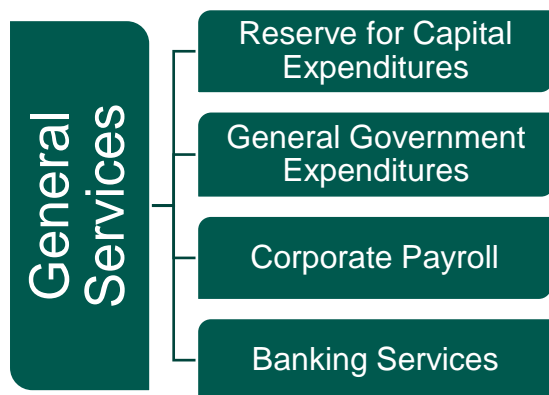 General
Services
Reserve for Capital
Expenditures
General Government
Expenditures
Corporate Payroll
Banking Services